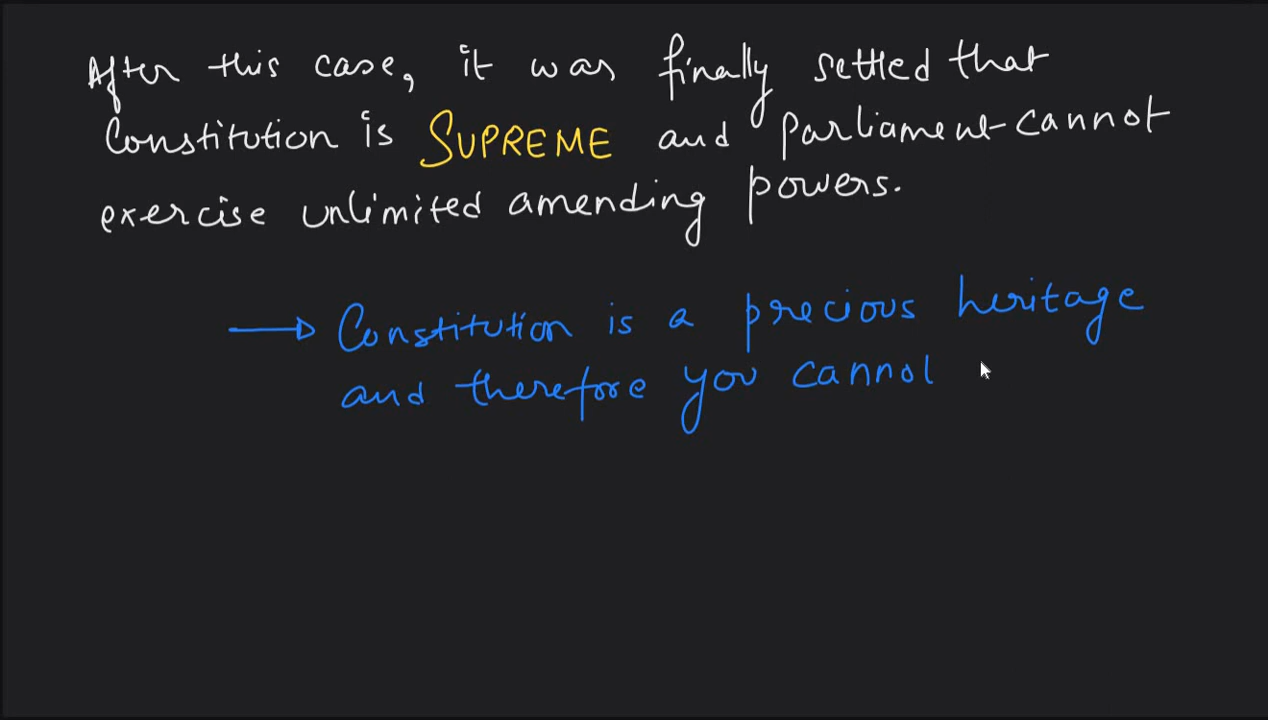 After this case, it was finally settled that
Constitution is SUPREME and parliament cannot
exercise unlimited amending powers.
Constitution is a precious heritage
and therefore you cannot